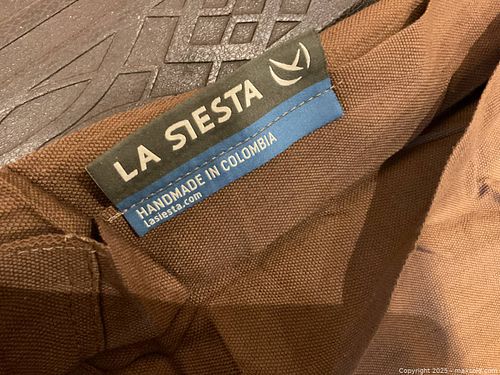 LA SIESTA
HANDMADE IN COLOMBIA
Lasiesta.com
Copyright 2025 - maxsold.com